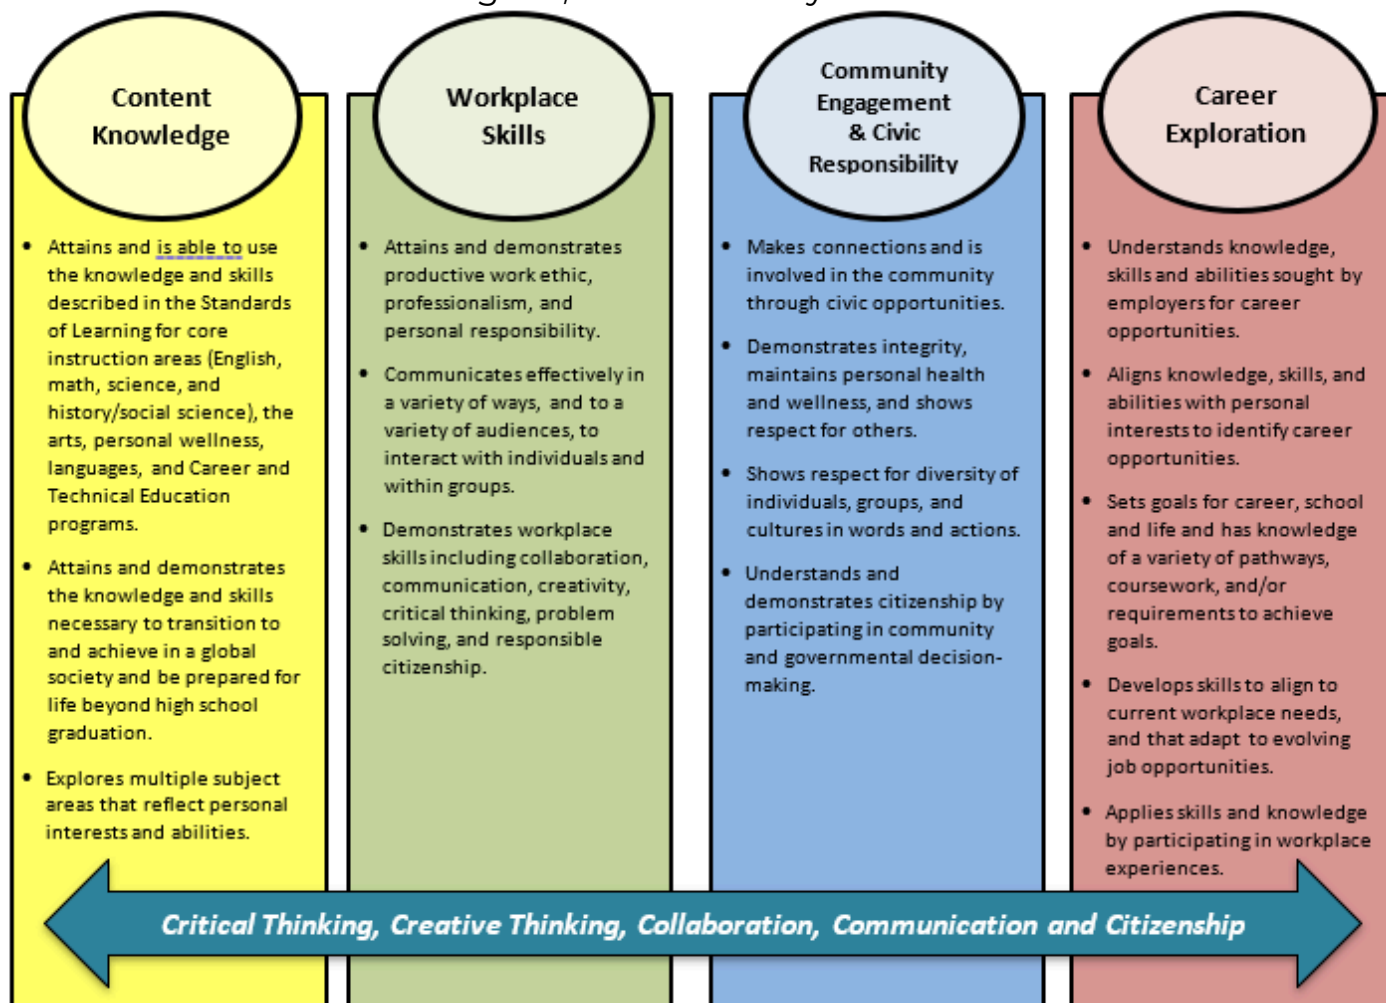 Content
Knowledge
Attains and is able to use
the knowledge and skills
described in the Standards
of Learning for core
instruction areas (English,
math, science, and
history/social science), the
arts, personal wellness,
languages, and Career and
Technical Education
programs.
Attains and demonstrates
the knowledge and skills
necessary to transition to
and achieve in a global
society and be prepared for
life beyond high school
graduation.
Explores multiple subject
areas that reflect personal
interests and abilities.
Workplace
Skills
Attains and demonstrates
productive work ethic,
professionalism, and
personal responsibility.
Communicates effectively in
a variety of ways, and to a
variety of audiences, to
interact with individuals and
within groups.
Demonstrates workplace
skills including collaboration,
communication, creativity,
critical thinking, problem
solving, and responsible
citizenship.
Community
Engagement
& Civic
Responsibility
Makes connections and is
involved in the community
through civic opportunities.
Demonstrates integrity,
maintains personal health
and wellness, and shows
respect for others.
Shows respect for diversity of
individuals, groups, and
cultures in words and actions.
Understands and
demonstrates citizenship by
participating in community
and governmental decision-
making.
Career
Exploration
Understands knowledge,
skills and abilities sought by
employers for career
opportunities.
Aligns knowledge, skills, and
abilities with personal
interests to identify career
opportunities.
Sets goals for career, school
and life and has knowledge
of a variety of pathways,
coursework, and/or
requirements to achieve
goals.
Develops skills to align to
current workplace needs,
and that adapt to evolving
job opportunities.
Applies skills and knowledge
by participating in workplace
experiences.
Critical Thinking, Creative Thinking, Collaboration, Communication and Citizenship